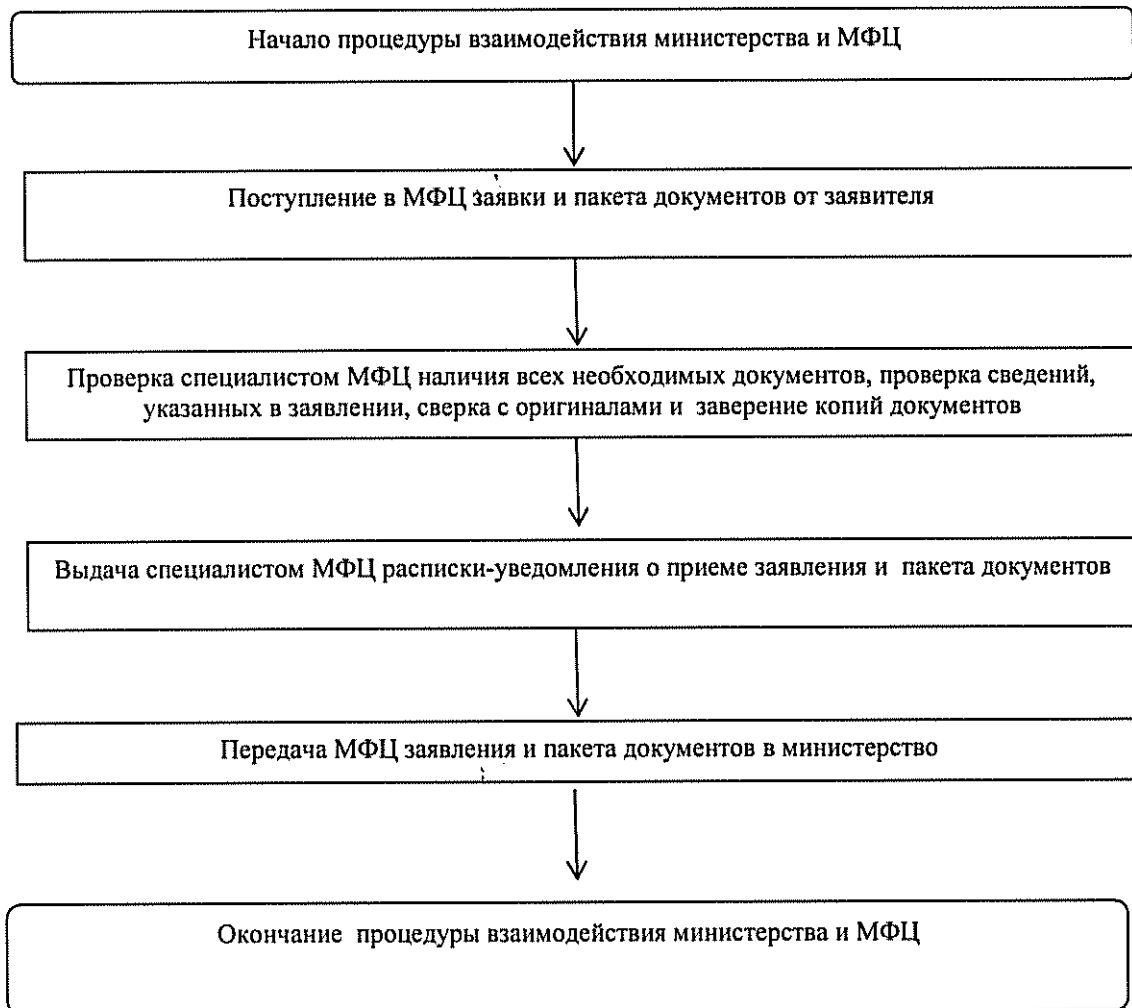 Начало процедуры взаимодействия министерства и МФЦ
Поступление в МФЦ заявки и пакета документов от заявителя
Проверка специалистом МФЦ наличия всех необходимых документов, проверка сведений,
указанных в заявлении, сверка с оригиналами и заверение копий документов
Выдача специалистом МФЦ расписки-уведомления о приеме заявления и пакета документов
Передача МФЦ заявления и пакета документов в министерство
Окончание процедуры взаимодействия министерства и МФЦ